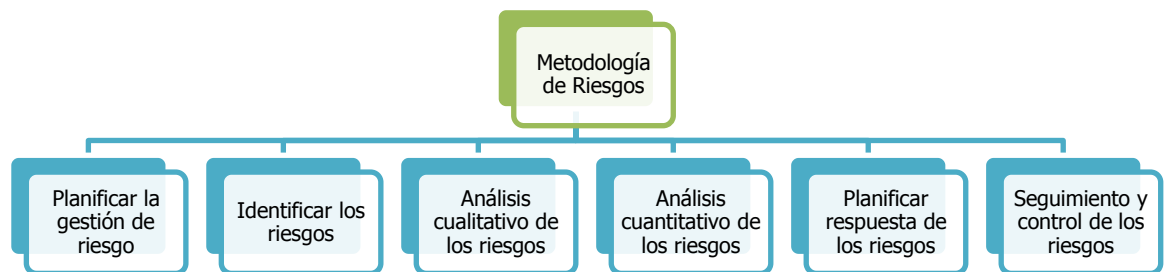 Metodología
de Riesgos
Planificar la
gestión de
riesgo
Identificar los
riesgos
Análisis
cualitativo de
los riesgos
Análisis
cuantitativo de
los riesgos
Planificar
respuesta de
los riesgos
Seguimiento y
control de los
riesgos